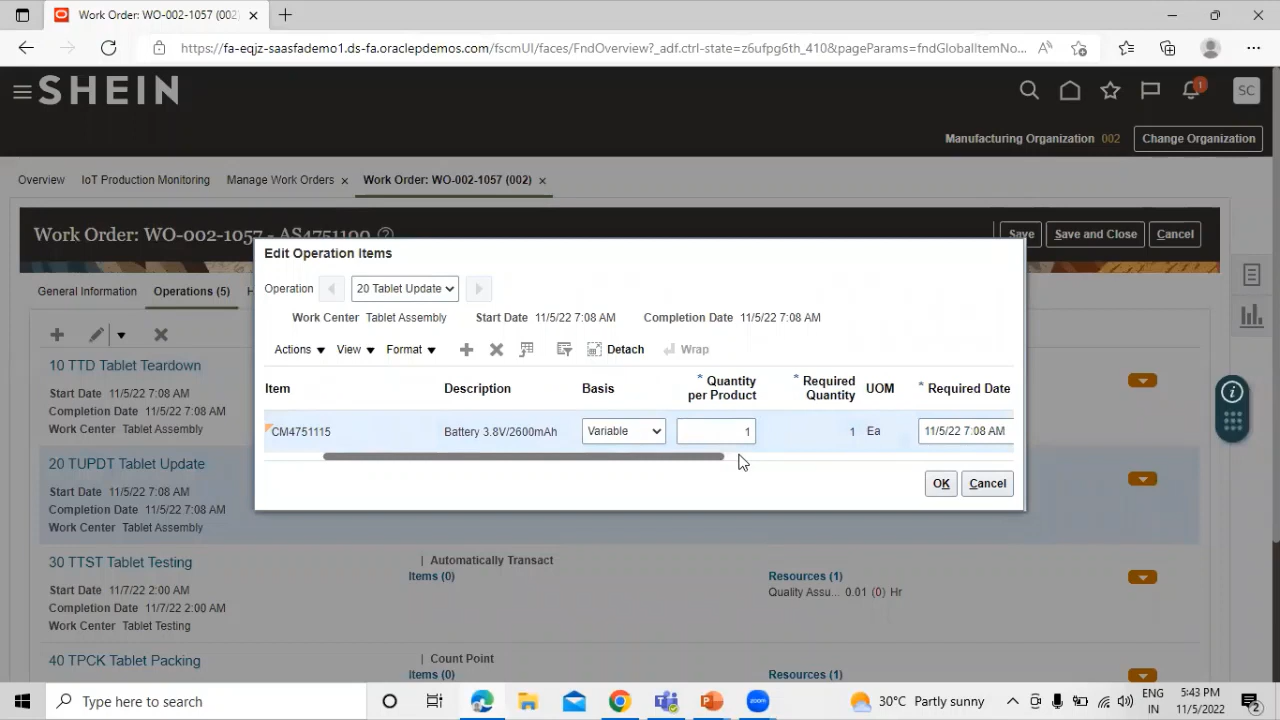 Work Order: WO-002-1057 (002)
https://fa-eqjz-saasfademo1.ds-fa.oraclepdemos.com/fscmUI/faces/FndOverview?_adf.ctrl-state=z6ufpg6th_410&pageParams=fndGlobalItemNo...
SHEIN
1
SC
Manufacturing Organization 002
Change Organization
Overview IoT Production Monitoring Manage Work Orders Work Order: WO-002-1057 (002)
Work Order: WO-002-1057 - AS4751100
Save Save and Close Cancel
Edit Operation Items
General Information Operations (5)
Operation 20 Tablet Update
Work Center Tablet Assembly Start Date 11/5/22 7:08 AM Completion Date 11/5/22 7:08 AM
Actions View Format Detach Wrap
Item Description Basis * Quantity per Product * Required Quantity UOM * Required Date
CM4751115 Battery 3.8V/2600mAh Variable 1 1 Ea 11/5/22 7:08 AM
OK Cancel
10 TTD Tablet Teardown
Start Date 11/5/22 7:08 AM
Completion Date 11/5/22 7:08 AM
Work Center Tablet Assembly
20 TUPDT Tablet Update
Start Date 11/5/22 7:08 AM
Completion Date 11/5/22 7:08 AM
Work Center Tablet Assembly
30 TTST Tablet Testing
Start Date 11/7/22 2:00 AM
Completion Date 11/7/22 2:00 AM
Work Center Tablet Testing
| Automatically Transact
Items (0)
Resources (1)
Quality Assu... 0.01 (0) Hr
40 TPCK Tablet Packing
| Count Point
Items (0)
Resources (1)
Type here to search
zoom
30°C Partly sunny
ENG
IN
5:43 PM
11/5/2022
2